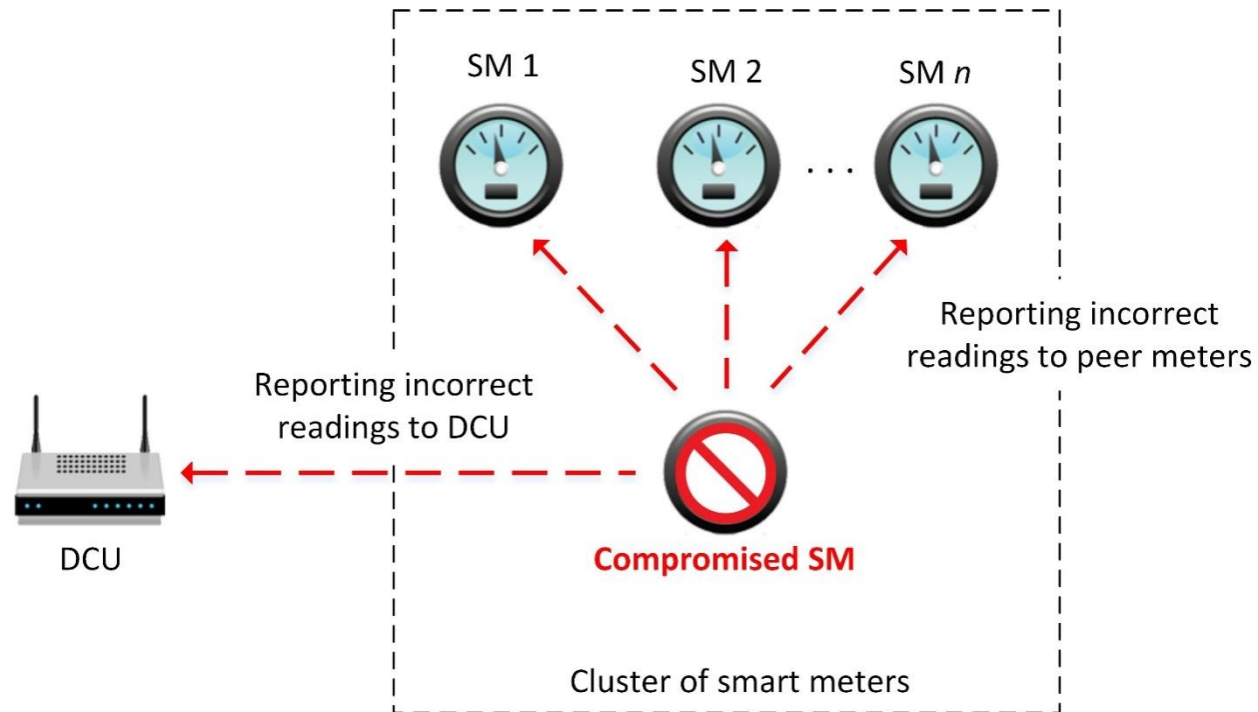 SM 1
SM 2
SM n
. . .
Reporting incorrect
readings to peer meters
Reporting incorrect
readings to DCU
DCU
Compromised SM
Cluster of smart meters